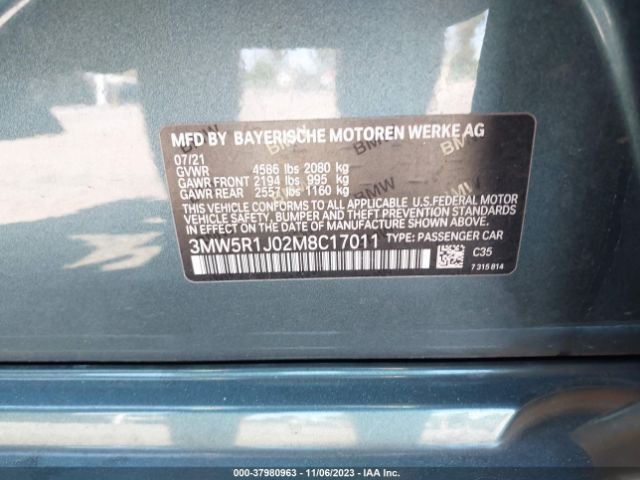 MFD BY BAYERISCHE MOTOREN WERKE AG
07/21
GVWR 4586 lbs 2080 kg
GAWR FRONT 2194 lbs 995 kg
GAWR REAR 2557 lbs 1160 kg
THIS VEHICLE CONFORMS TO ALL APPLICABLE U.S.FEDERAL MOTOR
VEHICLE SAFETY, BUMPER, AND THEFT PREVENTION STANDARDS
IN EFFECT ON THE DATE OF MANUFACTURE SHOWN ABOVE.
3MW5R1J02M8C17011 TYPE: PASSENGER CAR
C35
7 315 814
BMW
BMW
BMW
000-37980963 - 11/06/2023 - © IAA Inc.